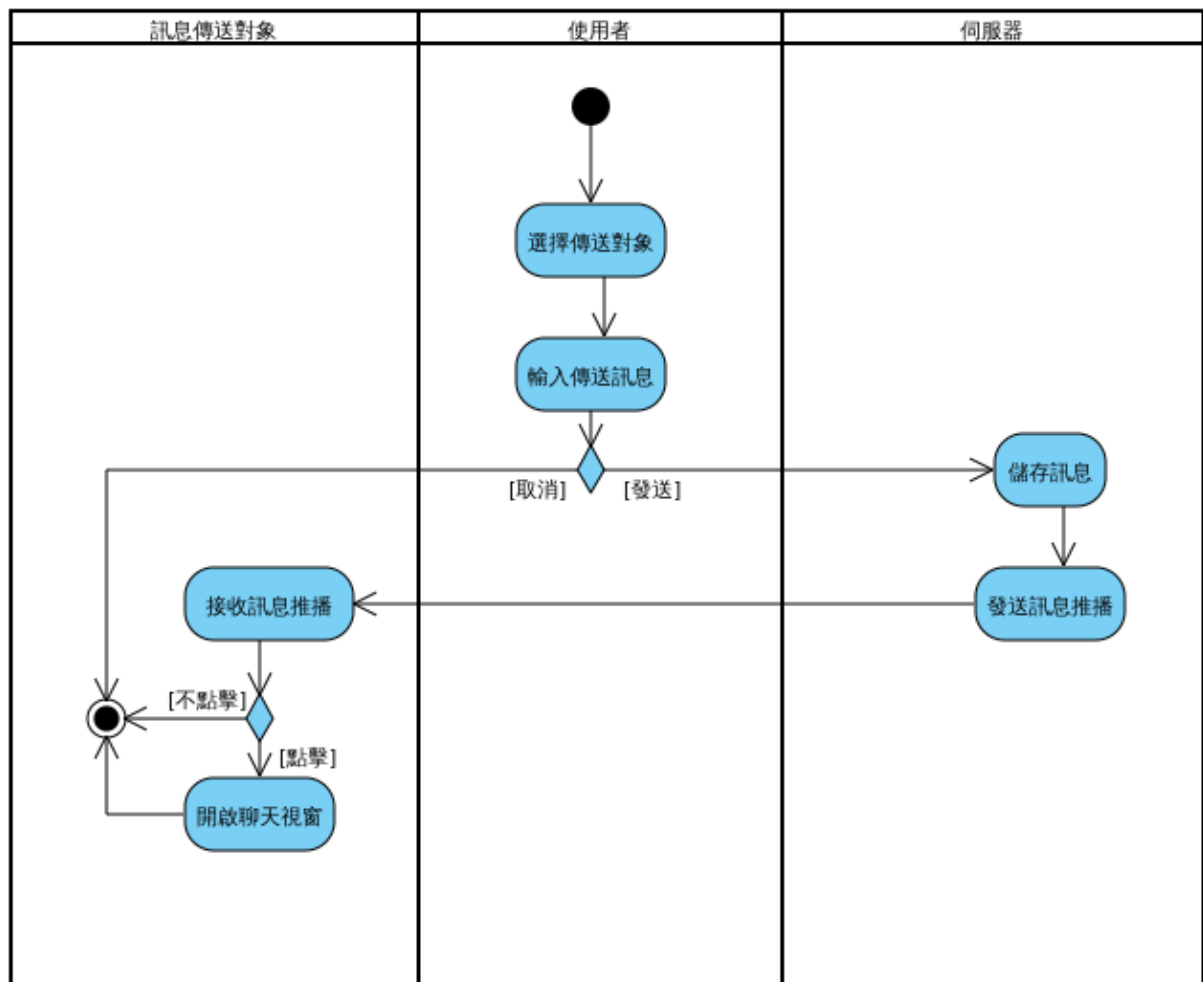 訊息傳送對象
使用者
伺服器
選擇傳送對象
輸入傳送訊息
[取消]
[發送]
儲存訊息
接收訊息推播
發送訊息推播
[不點擊]
[點擊]
開啟聊天視窗